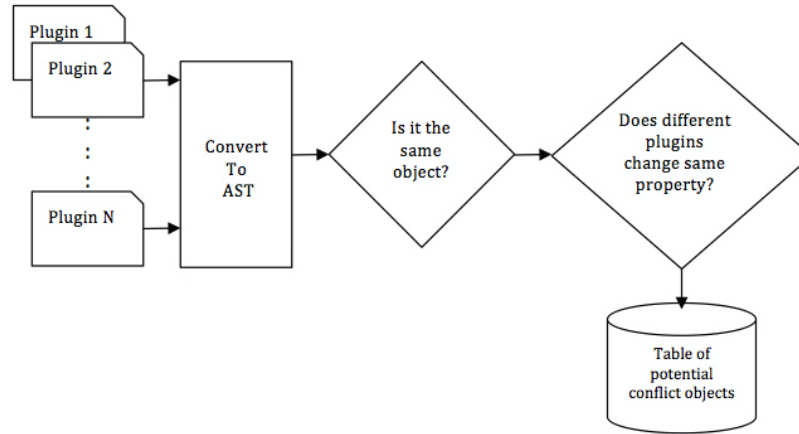 Plugin 1
Plugin 2
:
:
:
Plugin N
Convert
To
AST
Is it the
same
object?
Does different
plugins
change same
property?
Table of
potential
conflict objects